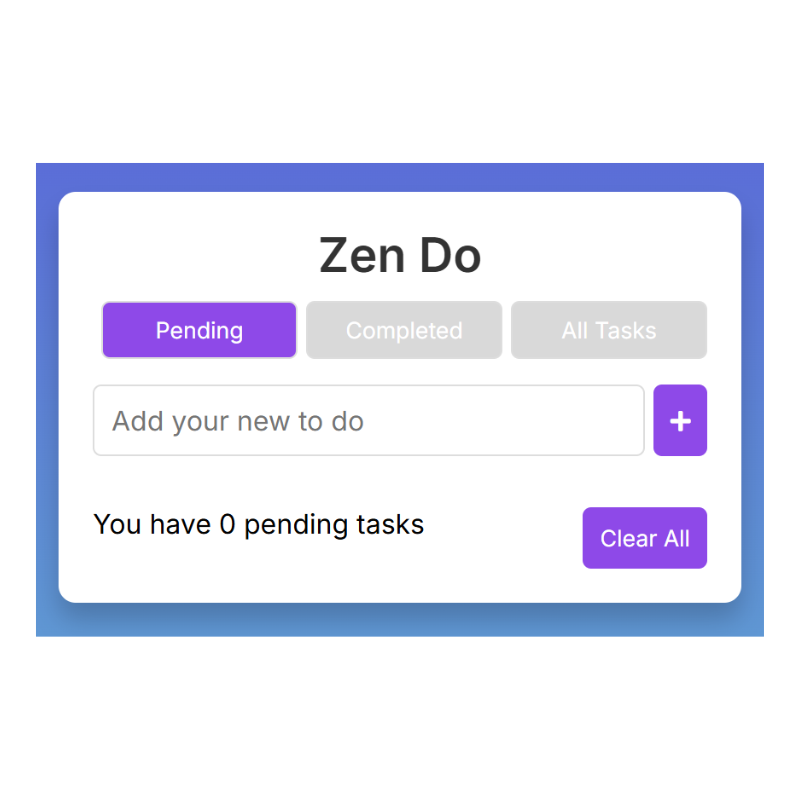 Zen Do
Pending Completed All Tasks
Add your new to do +
You have 0 pending tasks
Clear All